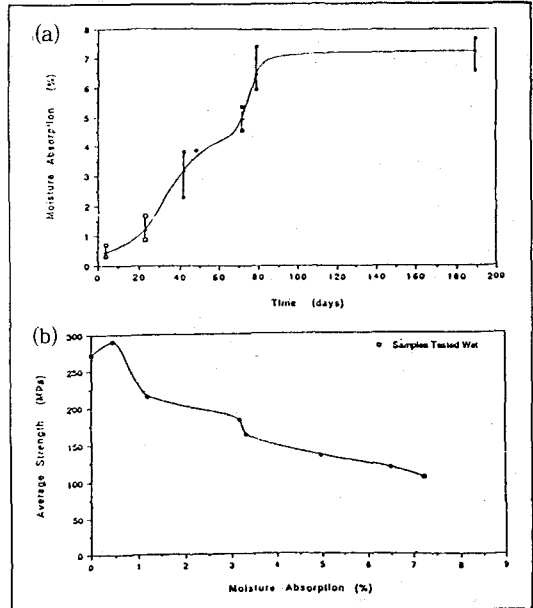 (a)
8
7
6
5
4
3
2
1
0
Moisture Absorption (%)
0 20 40 60 80 100 120 140 160 180 200
Time (days)
(b)
300
250
200
150
100
50
0
Average Strength (MPa)
Samples Tested Wet
0 1 2 3 4 5 6 7 8 9
Moisture Absorption (%)